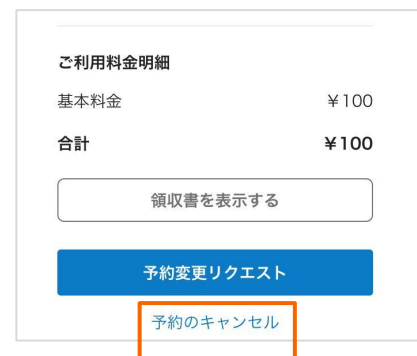 ご利用料金明細
基本料金 ¥100
合計 ¥100
領収書を表示する
予約変更リクエスト
予約のキャンセル